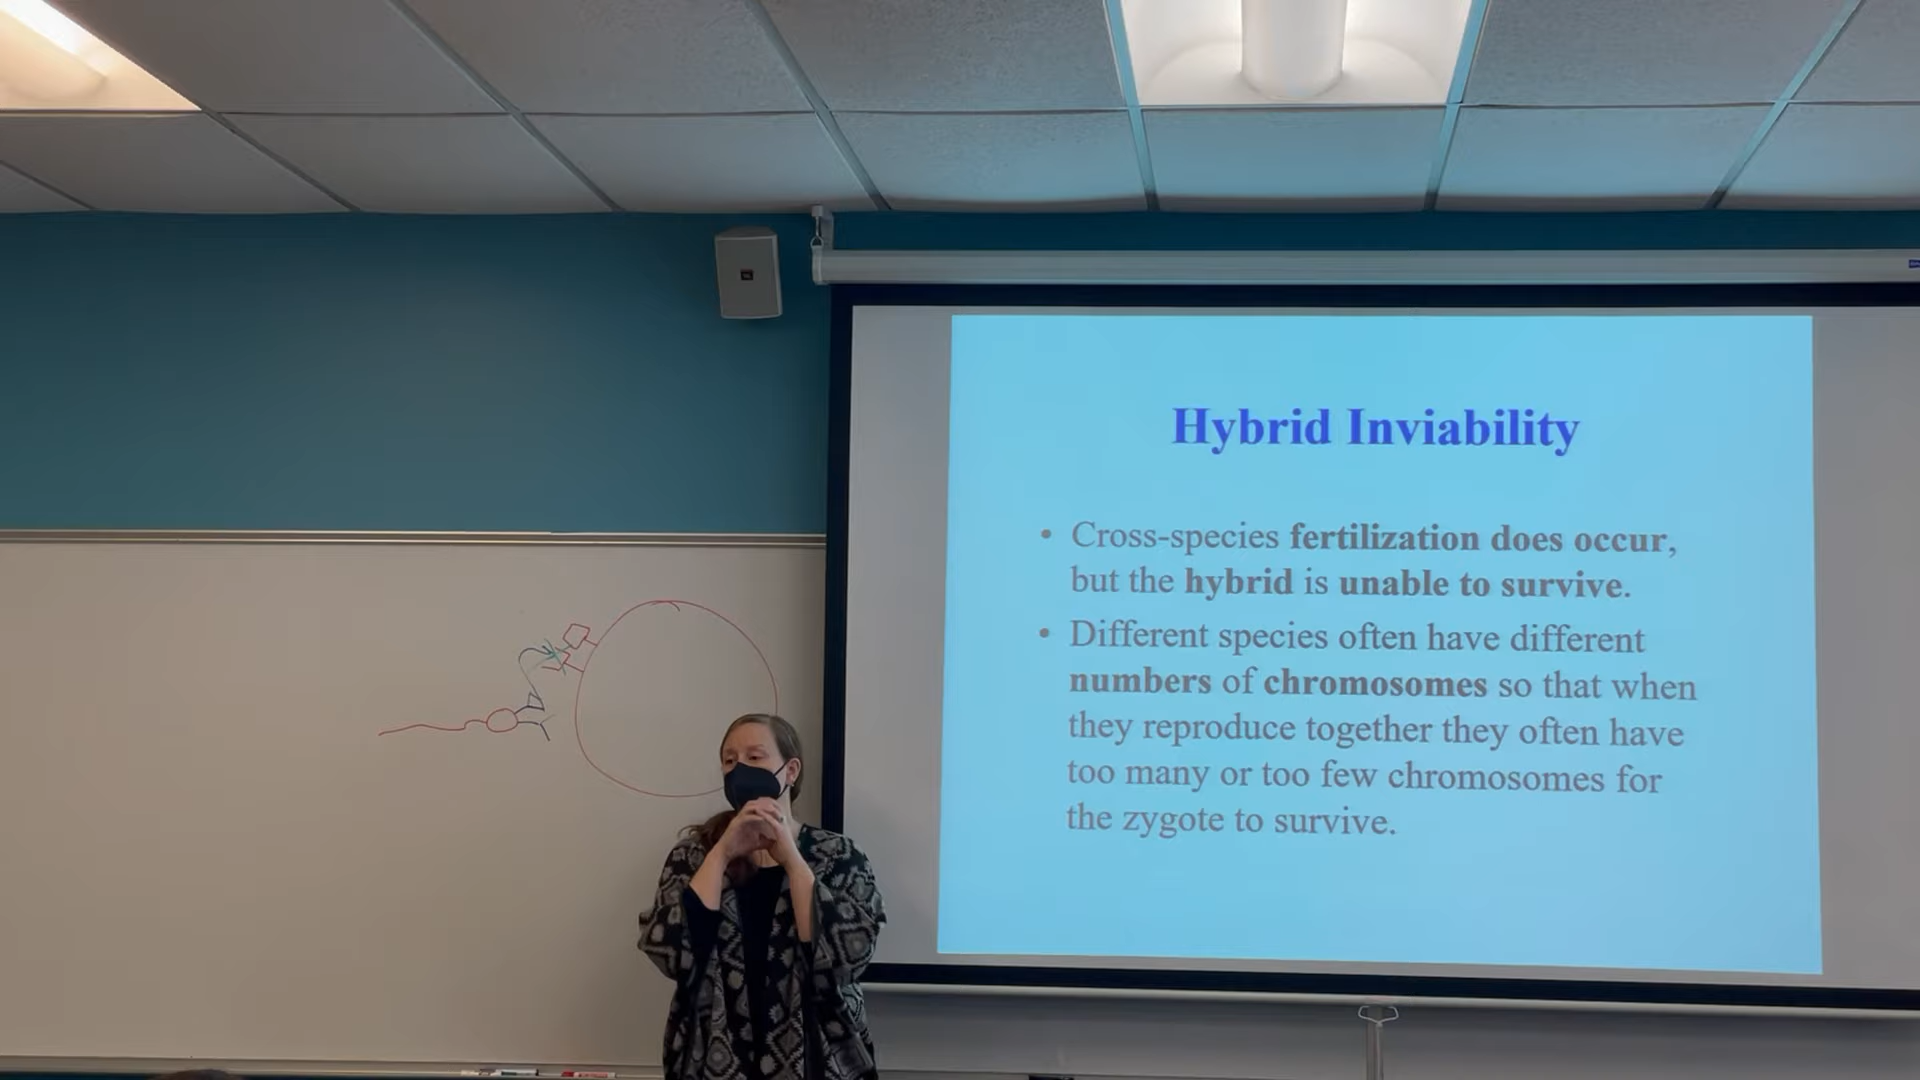 Hybrid Inviability
• Cross-species fertilization does occur,
but the hybrid is unable to survive.
• Different species often have different
numbers of chromosomes so that when
they reproduce together they often have
too many or too few chromosomes for
the zygote to survive.